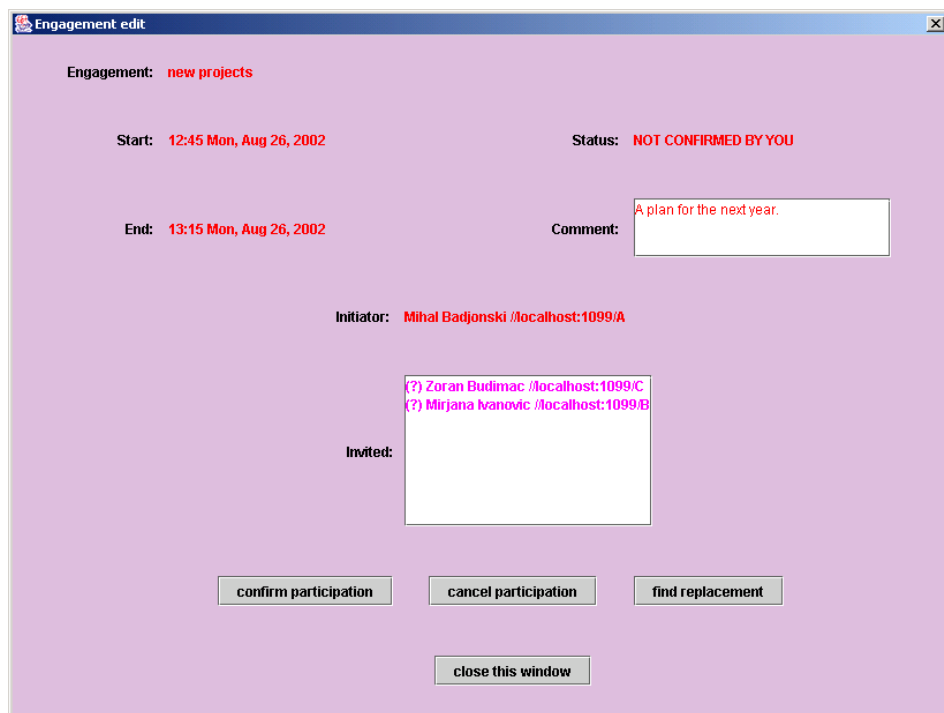 Engagement edit
Engagement: new projects
Start: 12:45 Mon, Aug 26, 2002 Status: NOT CONFIRMED BY YOU
End: 13:15 Mon, Aug 26, 2002 Comment: A plan for the next year.
Initiator: Mihal Badjonski //localhost:1099/A
Invited: (?) Zoran Budimac //localhost:1099/C
(?) Mirjana Ivanovic //localhost:1099/B
confirm participation cancel participation find replacement
close this window